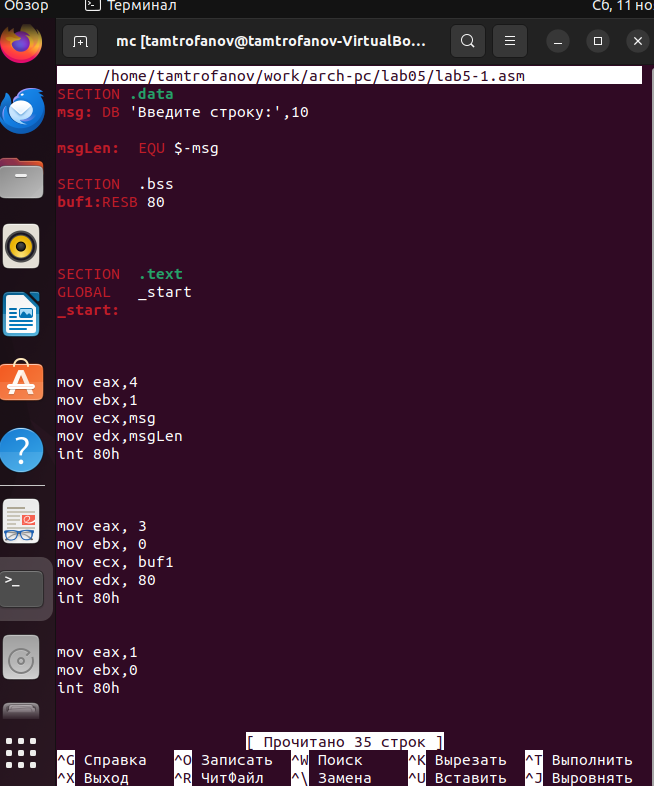 Обзор Терминал Сб, 11 но
mc [tamtrofanov@tamtrofanov-VirtualBo...
/home/tamtrofanov/work/arch-pc/lab05/lab5-1.asm
SECTION .data
msg: DB 'Введите строку:',10
msgLen: EQU $-msg
SECTION .bss
buf1:RESB 80
SECTION .text
GLOBAL _start
_start:
mov eax,4
mov ebx,1
mov ecx,msg
mov edx,msgLen
int 80h
mov eax, 3
mov ebx, 0
mov ecx, buf1
mov edx, 80
int 80h
mov eax,1
mov ebx,0
int 80h
[ Прочитано 35 строк ]
^G Справка ^O Записать ^W Поиск ^K Вырезать ^T Выполнить
^X Выход ^R ЧитФайл ^\ Замена ^U Вставить ^J Выровнять